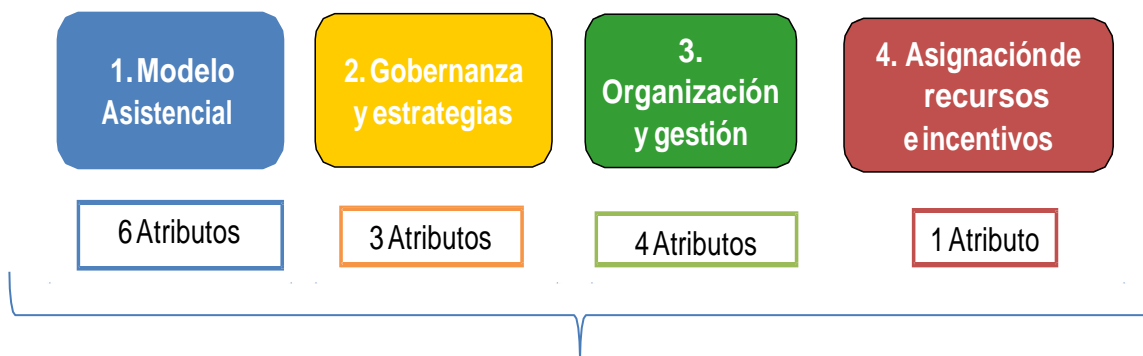 1. Modelo
Asistencial
2. Gobernanza
y estrategias
3.
Organización
y gestión
4. Asignación de
recursos
e incentivos
6 Atributos
3 Atributos
4 Atributos
1 Atributo